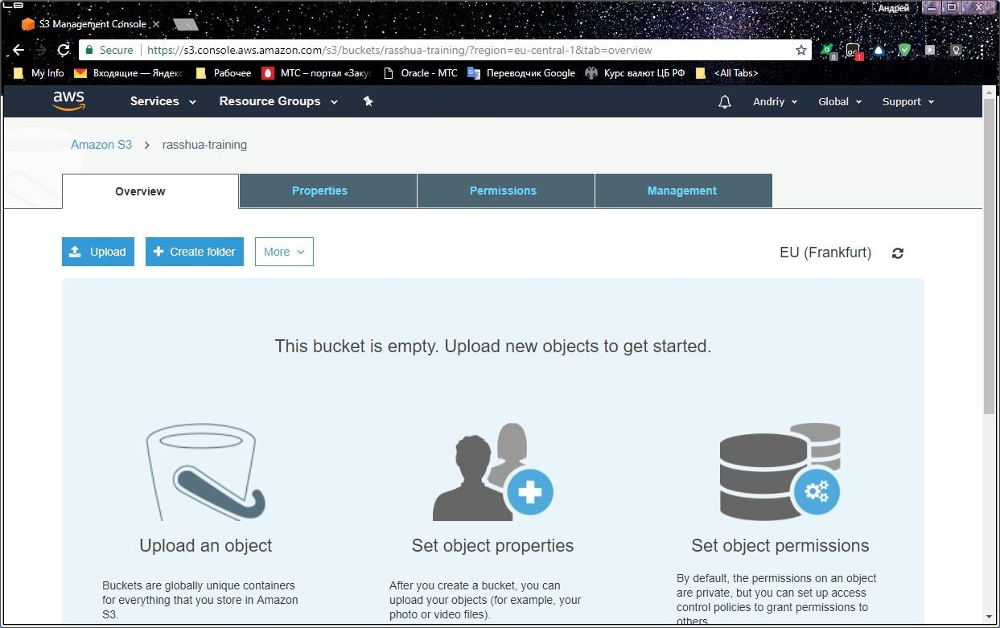 Андрей
S3 Management Console
Secure https://s3.console.aws.amazon.com/s3/buckets/rasshua-training/?region=eu-central-1&tab=overview
0 1
My Info Входящие — Яндекс Рабочее МТС – портал «Заку Oracle - МТС Переводчик Google Курс валют ЦБ РФ <All Tabs>
aws Services Resource Groups Andriy Global Support
Amazon S3 > rasshua-training
Overview Properties Permissions Management
Upload Create folder More EU (Frankfurt)
This bucket is empty. Upload new objects to get started.
Upload an object
Buckets are globally unique containers
for everything that you store in Amazon
S3.
Set object properties
After you create a bucket, you can
upload your objects (for example, your
photo or video files).
Set object permissions
By default, the permissions on an object
are private, but you can set up access
control policies to grant permissions to
others